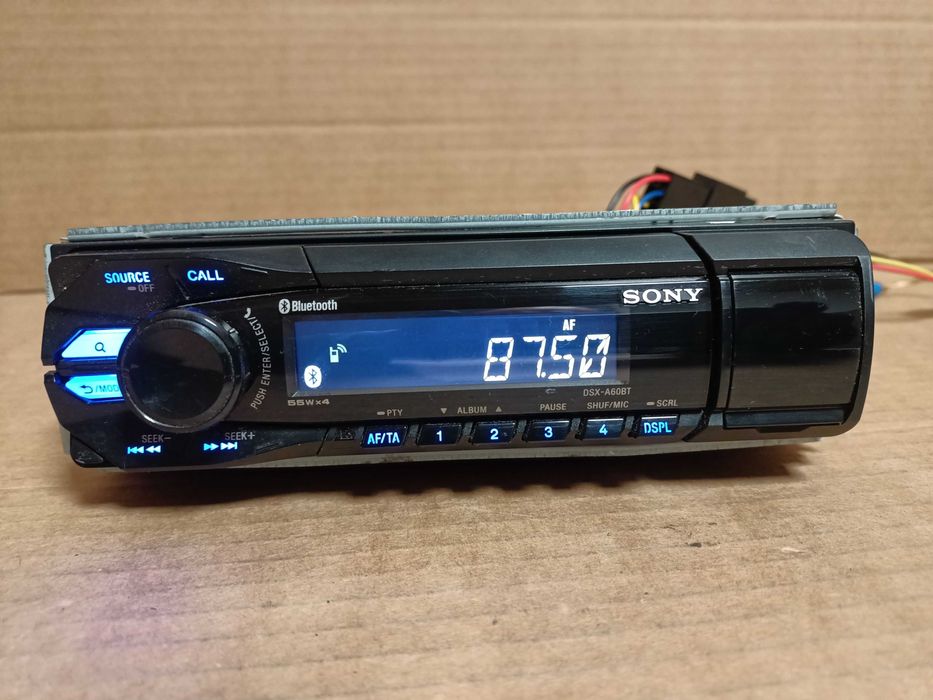 SOURCE
OFF
CALL
Bluetooth
SONY
PUSH ENTER/SELECT/
AF
87.50
DSX-A60BT
55W×4
PTY
ALBUM
PAUSE
SHUF/MIC
SCRL
SEEK−
SEEK+
AF/TA
1
2
3
4
DSPL